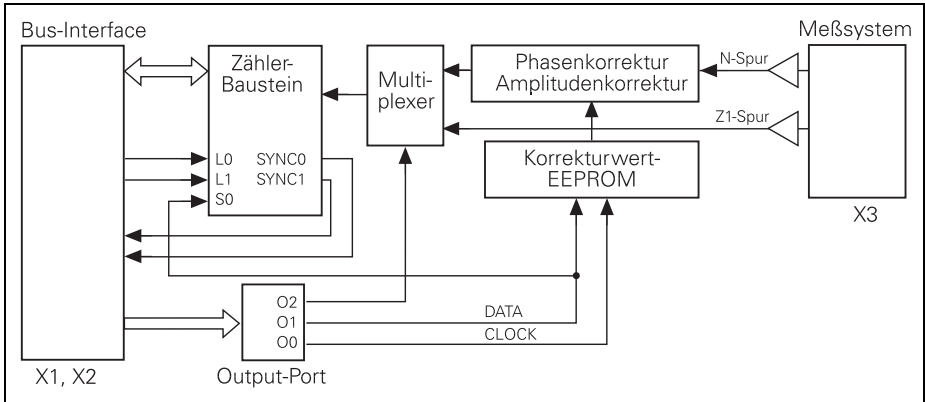 Bus-Interface
Meßsystem
Zähler-
Baustein
Multi-
plexer
Phasenkorrektur
Amplitudenkorrektur
N-Spur
Z1-Spur
Korrekturwert-
EEPROM
L0 SYNC0
L1 SYNC1
S0
X3
O2
O1
O0
DATA
CLOCK
X1, X2
Output-Port